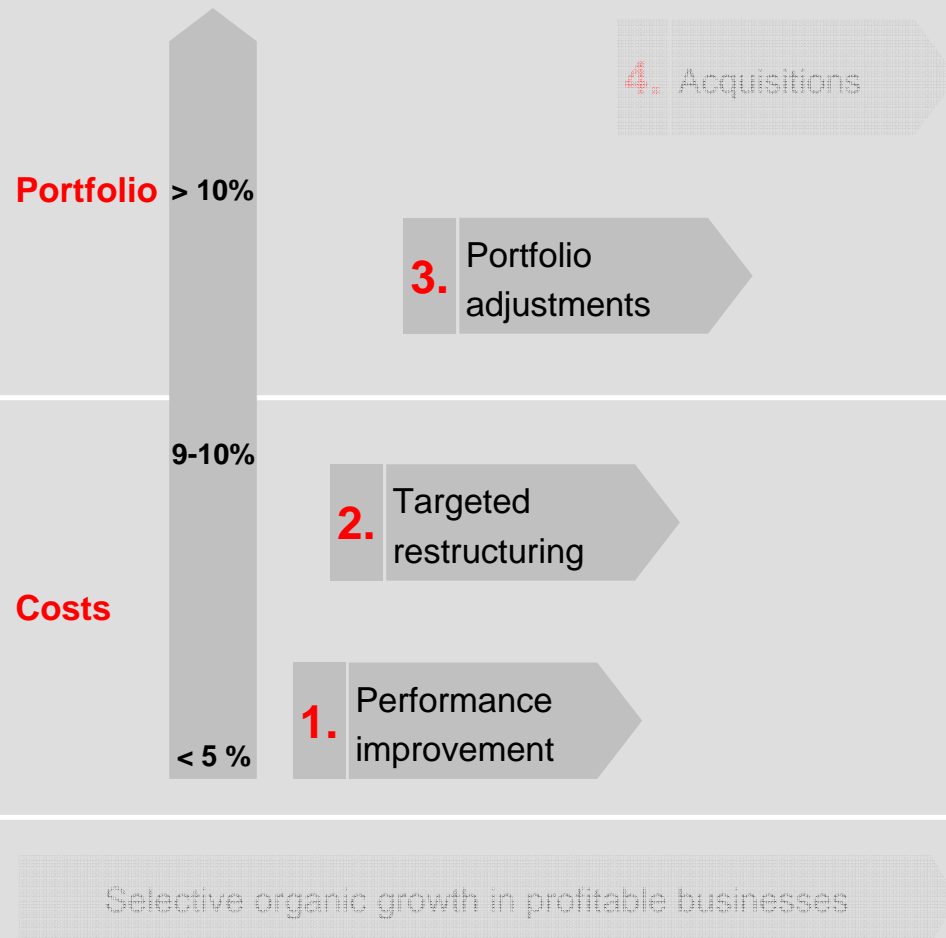 4. Acquisitions
Portfolio > 10%
3. Portfolio
adjustments
9-10%
2. Targeted
restructuring
Costs
1. Performance
improvement
< 5 %
Selective organic growth in profitable businesses